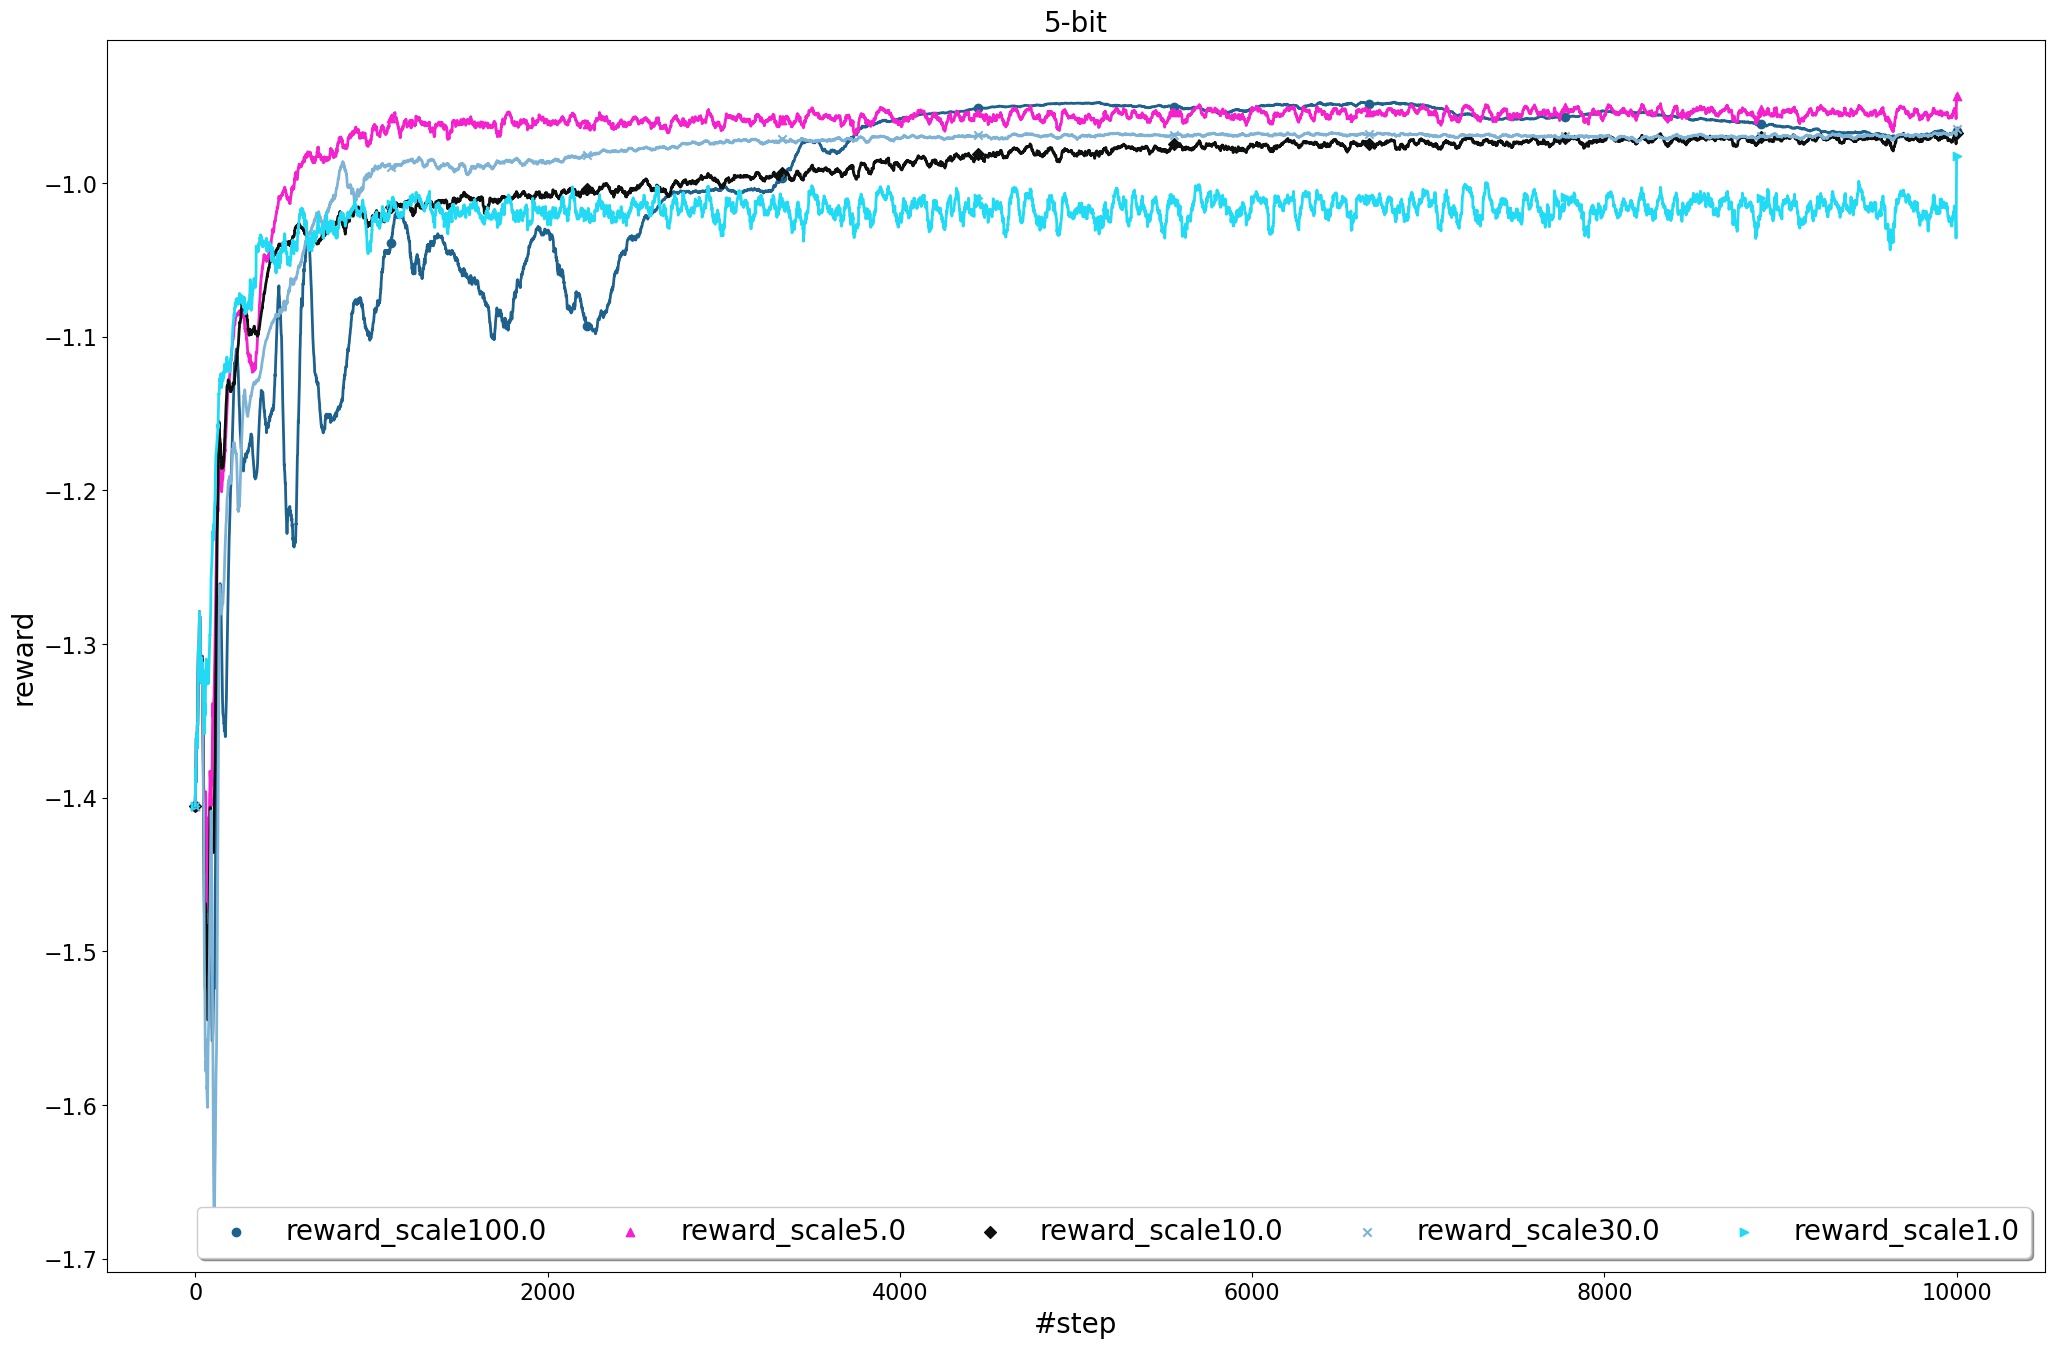 5-bit
reward
−1.0
−1.1
−1.2
−1.3
−1.4
−1.5
−1.6
−1.7
reward_scale100.0 reward_scale5.0 reward_scale10.0 reward_scale30.0 reward_scale1.0
0 2000 4000 6000 8000 10000
#step